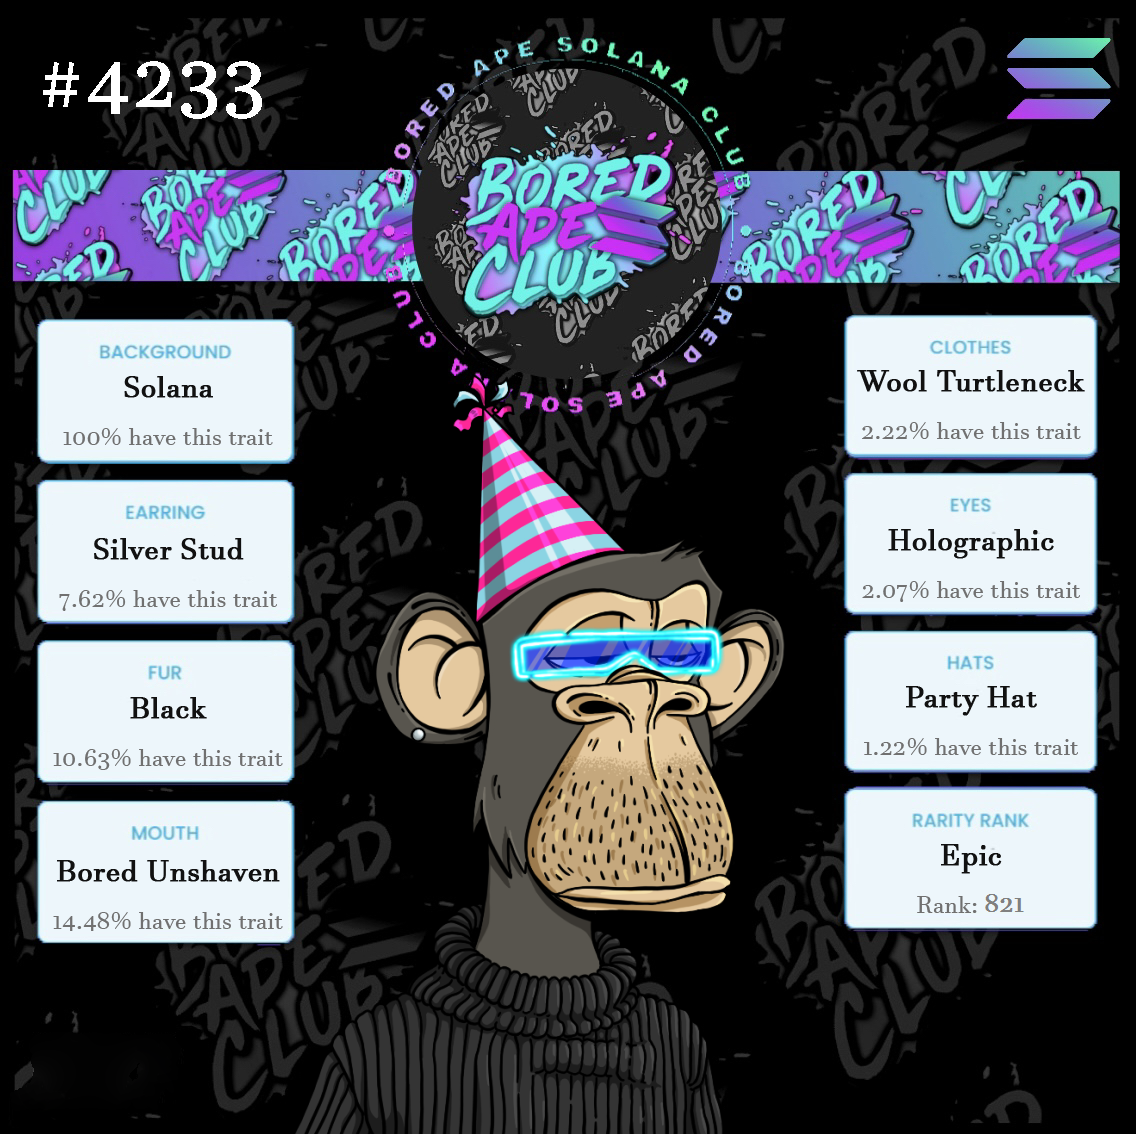 #4233
BORED APE SOLANA CLUB
BORED APE SOLANA CLUB
BORED
APE
CLUB
BACKGROUND
Solana
100% have this trait
EARRING
Silver Stud
7.62% have this trait
FUR
Black
10.63% have this trait
MOUTH
Bored Unshaven
14.48% have this trait
CLOTHES
Wool Turtleneck
2.22% have this trait
EYES
Holographic
2.07% have this trait
HATS
Party Hat
1.22% have this trait
RARITY RANK
Epic
Rank: 821